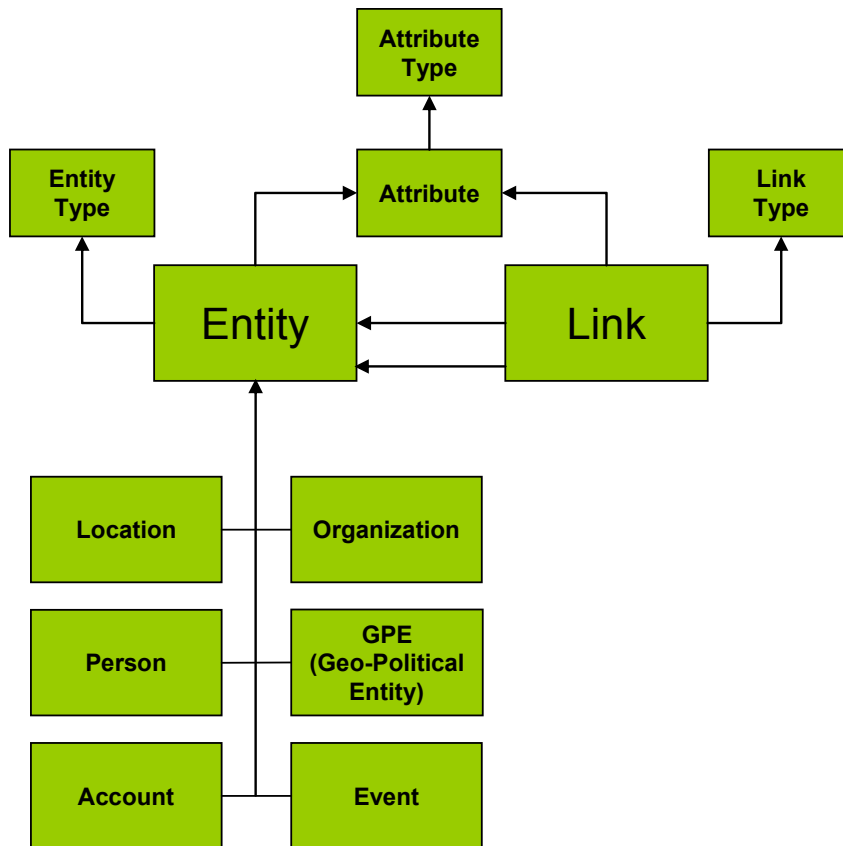 Attribute
Type
Entity
Type
Attribute
Link
Type
Entity
Link
Location
Organization
Person
GPE
(Geo-Political
Entity)
Account
Event